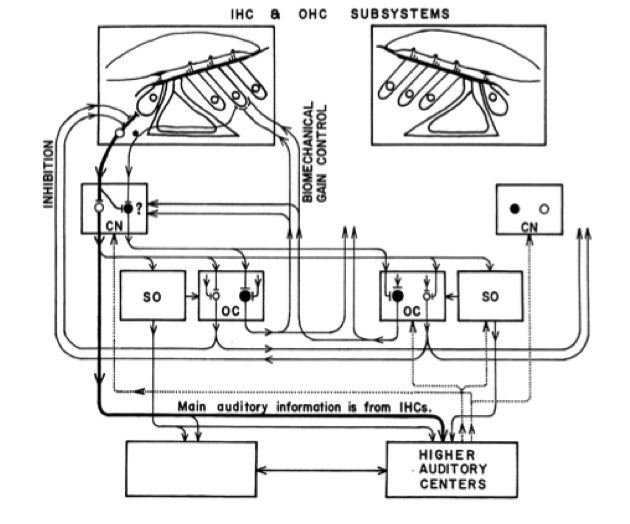 IHC & OHC SUBSYSTEMS
INHIBITION
BIOMECHANICAL
GAIN CONTROL
?
CN
CN
SO
OC
OC
SO
Main auditory information is from IHCs.
HIGHER
AUDITORY
CENTERS